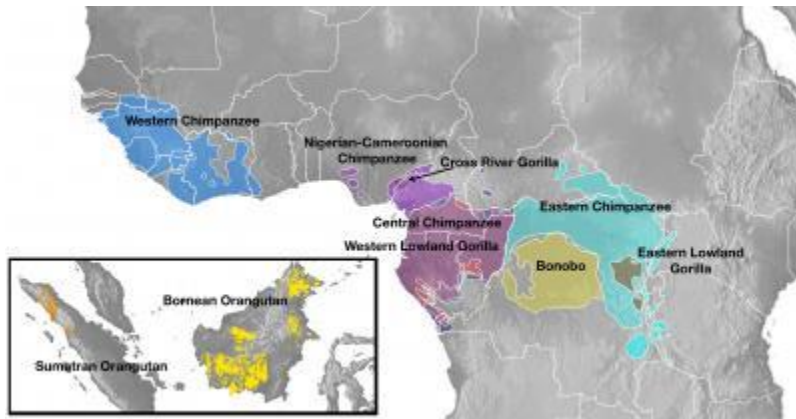 Western Chimpanzee
Nigerian-Cameroonian
Chimpanzee
Cross River Gorilla
Central Chimpanzee
Eastern Chimpanzee
Western Lowland Gorilla
Bonobo
Eastern Lowland
Gorilla
Bornean Orangutan
Sumatran Orangutan